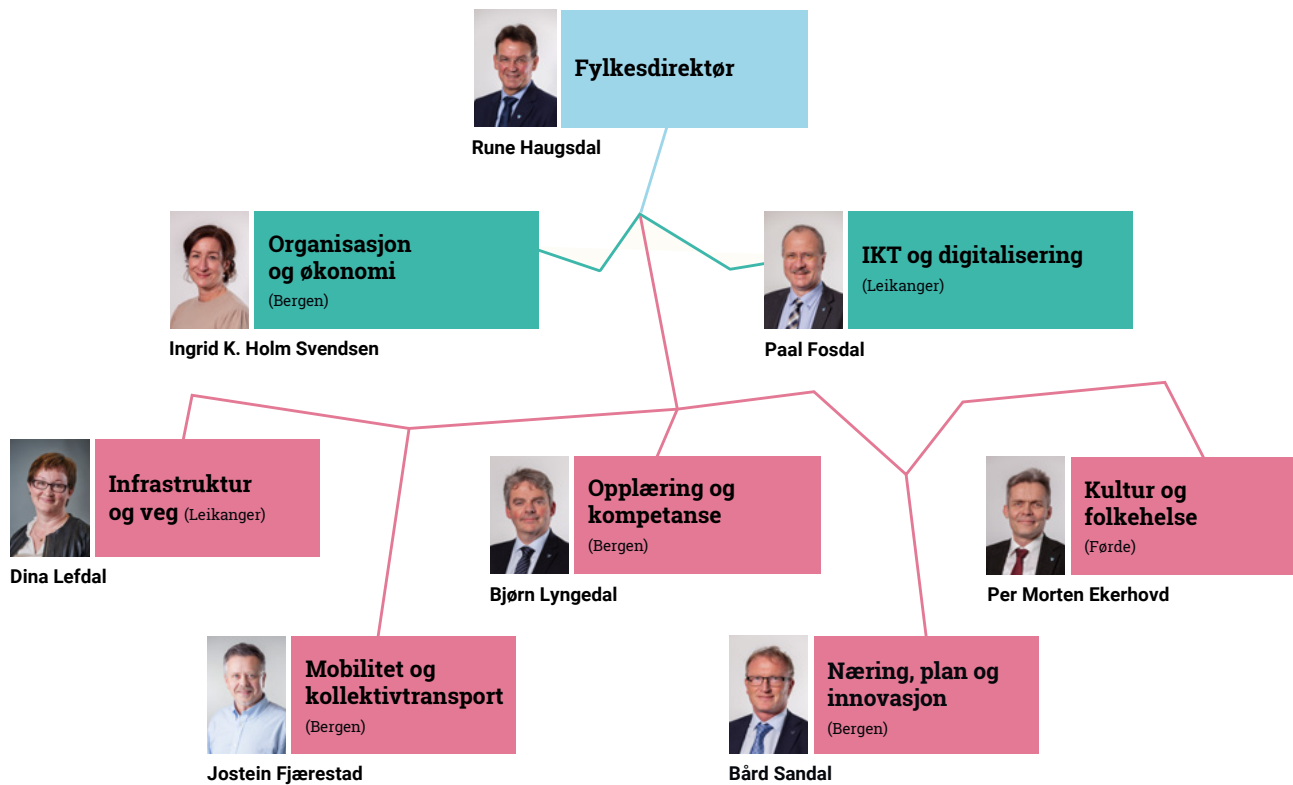 Fylkesdirektør
Rune Haugsdal
Organisasjon
og økonomi
(Bergen)
Ingrid K. Holm Svendsen
IKT og digitalisering
(Leikanger)
Paal Fosdal
Infrastruktur
og veg (Leikanger)
Dina Lefdal
Opplæring og
kompetanse
(Bergen)
Bjørn Lyngedal
Kultur og
folkehelse
(Førde)
Per Morten Ekerhovd
Mobilitet og
kollektivtransport
(Bergen)
Jostein Fjærestad
Næring, plan og
innovasjon
(Bergen)
Bård Sandal